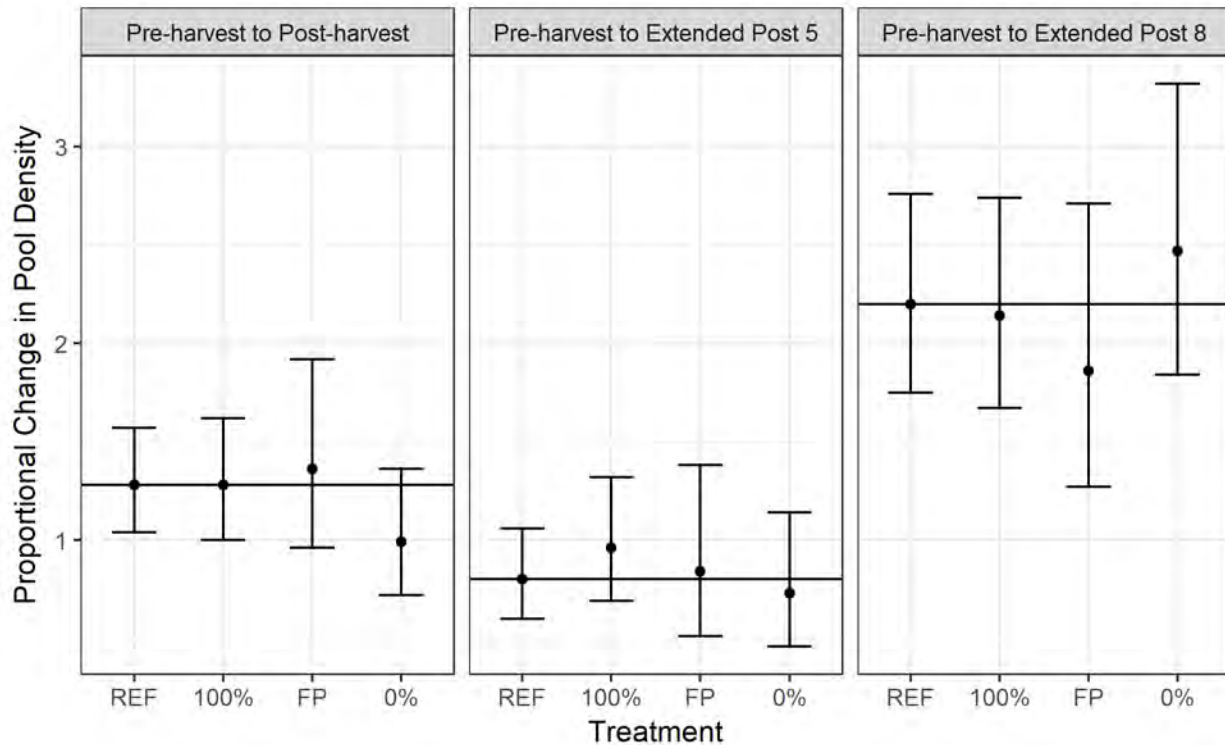 Pre-harvest to Post-harvest
Pre-harvest to Extended Post 5
Pre-harvest to Extended Post 8
Proportional Change in Pool Density
3
2
1
REF 100% FP 0%
REF 100% FP 0%
REF 100% FP 0%
Treatment